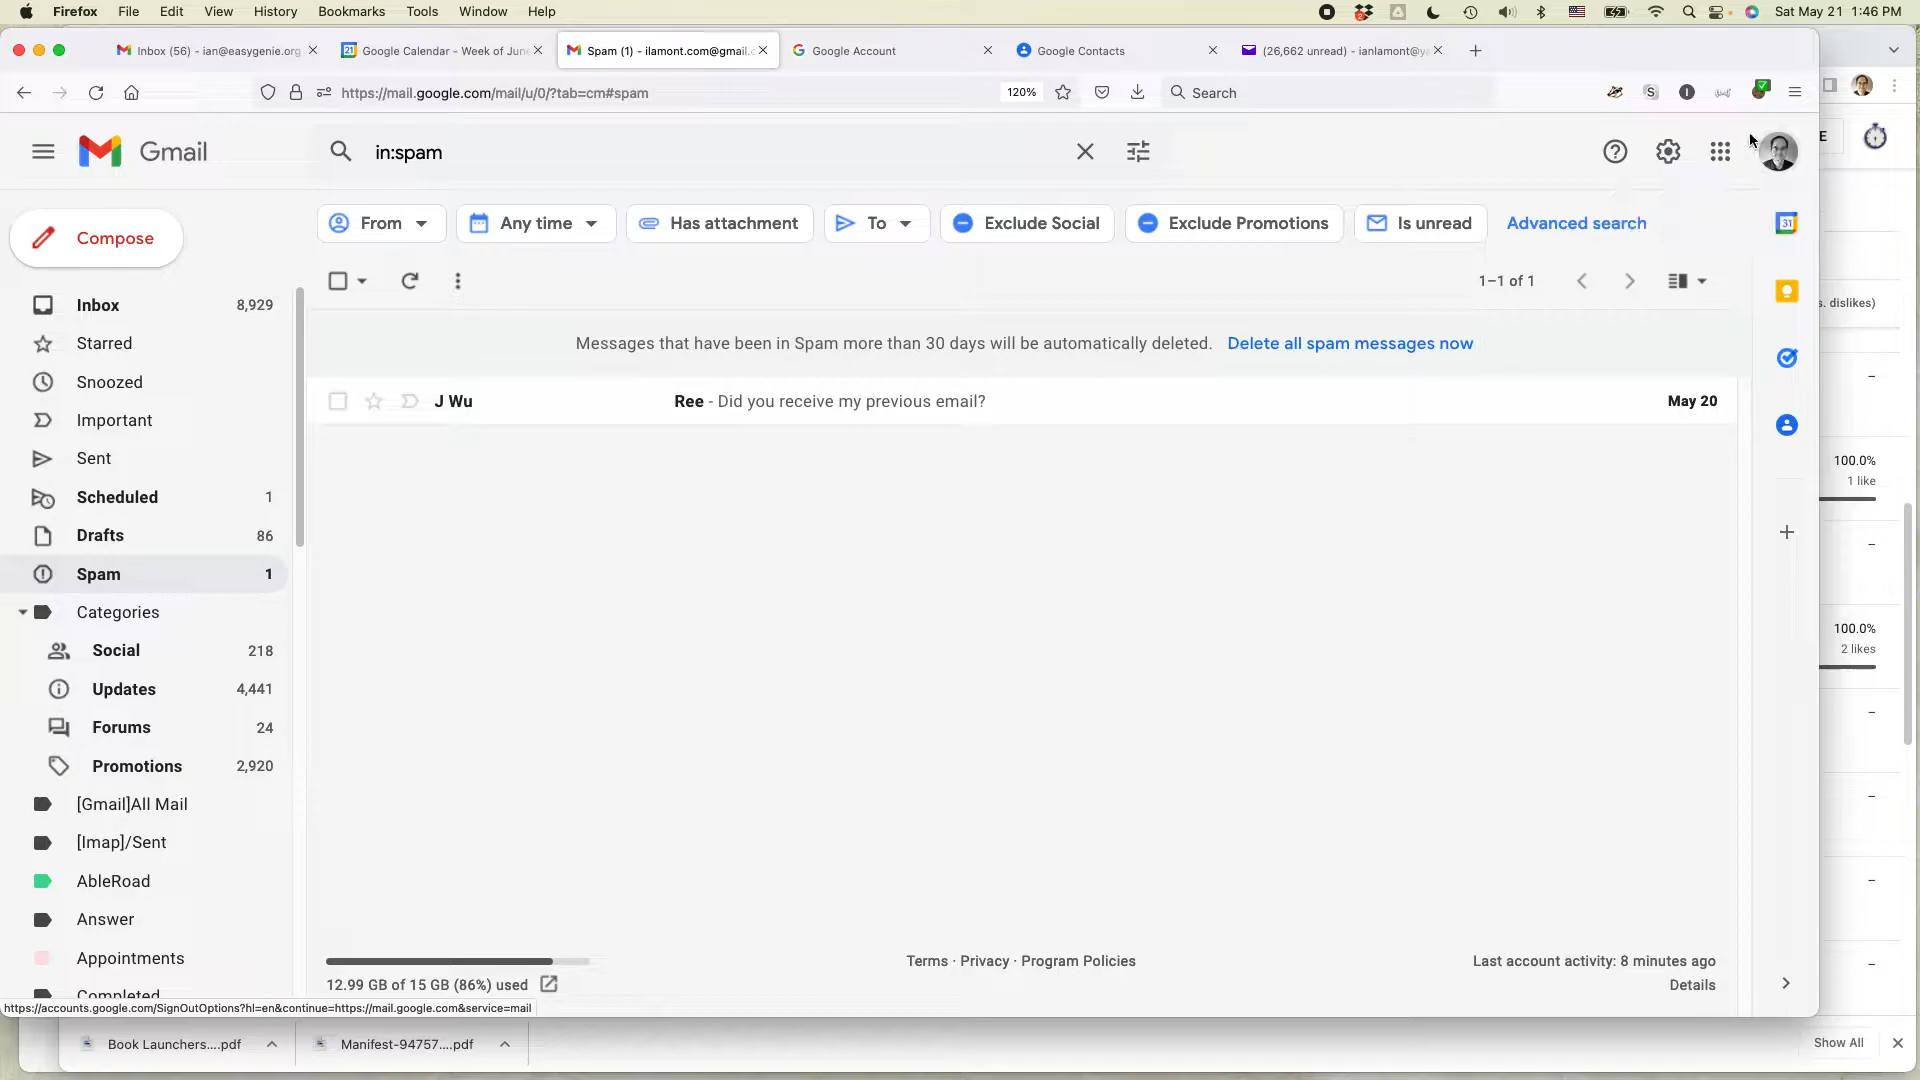 Firefox File Edit View History Bookmarks Tools Window Help Sat May 21 1:46 PM
Inbox (56) - ian@easygenie.org
Google Calendar - Week of June
Spam (1) - ilamont.com@gmail.c
Google Account
Google Contacts
(26,662 unread) - ianlamont@ya
https://mail.google.com/mail/u/0/?tab=cm#spam 120% Search
Gmail in:spam E
Compose
From Any time Has attachment To Exclude Social Exclude Promotions Is unread Advanced search
31
1–1 of 1
Messages that have been in Spam more than 30 days will be automatically deleted. Delete all spam messages now
J Wu Ree - Did you receive my previous email? May 20
Inbox 8,929
Starred
Snoozed
Important
Sent
Scheduled 1
Drafts 86
Spam 1
Categories
Social 218
Updates 4,441
Forums 24
Promotions 2,920
[Gmail]All Mail
[Imap]/Sent
AbleRoad
Answer
Appointments
Completed
s. dislikes)
100.0%
1 like
100.0%
2 likes
12.99 GB of 15 GB (86%) used
Terms · Privacy · Program Policies
Last account activity: 8 minutes ago
Details
https://accounts.google.com/SignOutOptions?hl=en&continue=https://mail.google.com&service=mail
Book Launchers....pdf Manifest-94757....pdf Show All